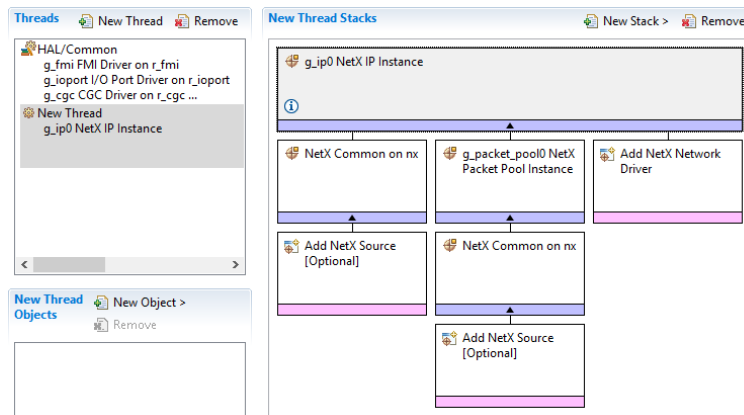 Threads
New Thread
Remove
HAL/Common
g_fmi FMI Driver on r_fmi
g_ioport I/O Port Driver on r_ioport
g_cgc CGC Driver on r_cgc ...
New Thread
g_ip0 NetX IP Instance
New Thread
Objects
New Object >
Remove
New Thread Stacks
New Stack >
Remove
g_ip0 NetX IP Instance
NetX Common on nx
g_packet_pool0 NetX
Packet Pool Instance
Add NetX Network
Driver
Add NetX Source
[Optional]
NetX Common on nx
Add NetX Source
[Optional]